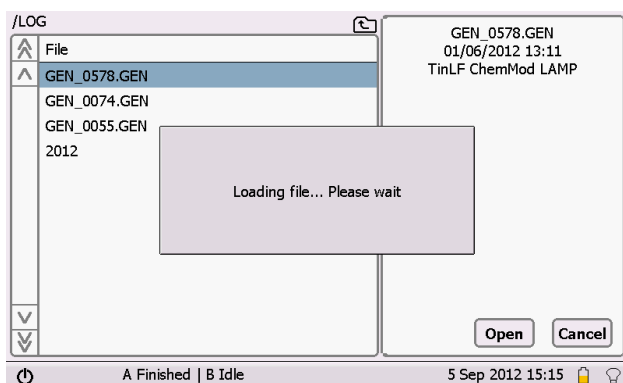 /LOG
File
GEN_0578.GEN
GEN_0074.GEN
GEN_0055.GEN
2012
GEN_0578.GEN
01/06/2012 13:11
TinLF ChemMod LAMP
Loading file... Please wait
Open Cancel
A Finished | B Idle 5 Sep 2012 15:15